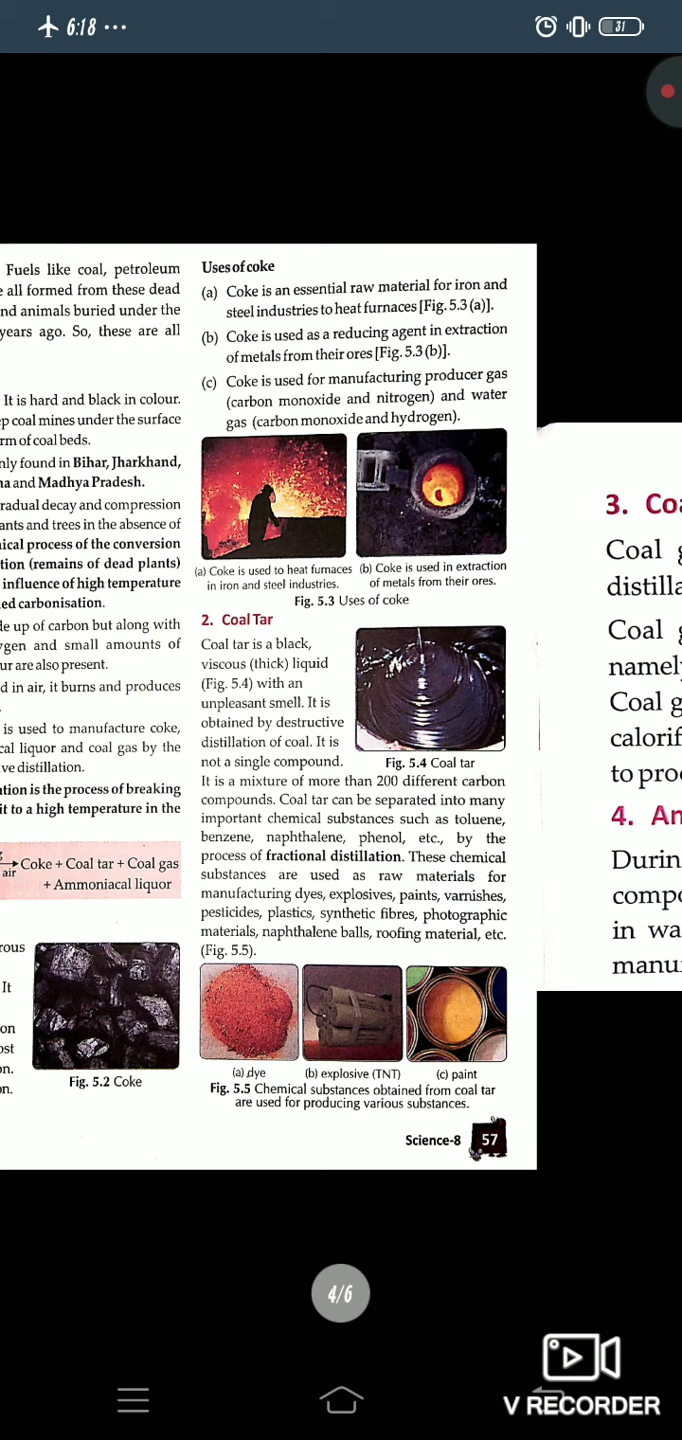 6:18 ...
31
Fuels like coal, petroleum
all formed from these dead
nd animals buried under the
years ago. So, these are all
It is hard and black in colour.
p coal mines under the surface
rm of coal beds.
nly found in Bihar, Jharkhand,
na and Madhya Pradesh.
radual decay and compression
ants and trees in the absence of
ical process of the conversion
tion (remains of dead plants)
influence of high temperature
ed carbonisation.
le up of carbon but along with
ygen and small amounts of
ur are also present.
d in air, it burns and produces
is used to manufacture coke,
cal liquor and coal gas by the
ve distillation.
ation is the process of breaking
it to a high temperature in the
air
Coke + Coal tar + Coal gas
+ Ammoniacal liquor
rous
It
on
ost
on.
on.
Fig. 5.2 Coke
Uses of coke
(a) Coke is an essential raw material for iron and
steel industries to heat furnaces [Fig. 5.3 (a)].
(b) Coke is used as a reducing agent in extraction
of metals from their ores [Fig. 5.3 (b)].
(c) Coke is used for manufacturing producer gas
(carbon monoxide and nitrogen) and water
gas (carbon monoxide and hydrogen).
(a) Coke is used to heat furnaces
in iron and steel industries.
(b) Coke is used in extraction
of metals from their ores.
Fig. 5.3 Uses of coke
2. Coal Tar
Coal tar is a black,
viscous (thick) liquid
(Fig. 5.4) with an
unpleasant smell. It is
obtained by destructive
distillation of coal. It is
not a single compound.
Fig. 5.4 Coal tar
It is a mixture of more than 200 different carbon
compounds. Coal tar can be separated into many
important chemical substances such as toluene,
benzene, naphthalene, phenol, etc., by the
process of fractional distillation. These chemical
substances are used as raw materials for
manufacturing dyes, explosives, paints, varnishes,
pesticides, plastics, synthetic fibres, photographic
materials, naphthalene balls, roofing material, etc.
(Fig. 5.5).
(a) dye
(b) explosive (TNT)
(c) paint
Fig. 5.5 Chemical substances obtained from coal tar
are used for producing various substances.
Science-8 57
3. Coa
Coal g
distilla
Coal g
namely
Coal g
calorif
to pro
4. Am
Durin
compo
in wa
manu
4/6
V RECORDER